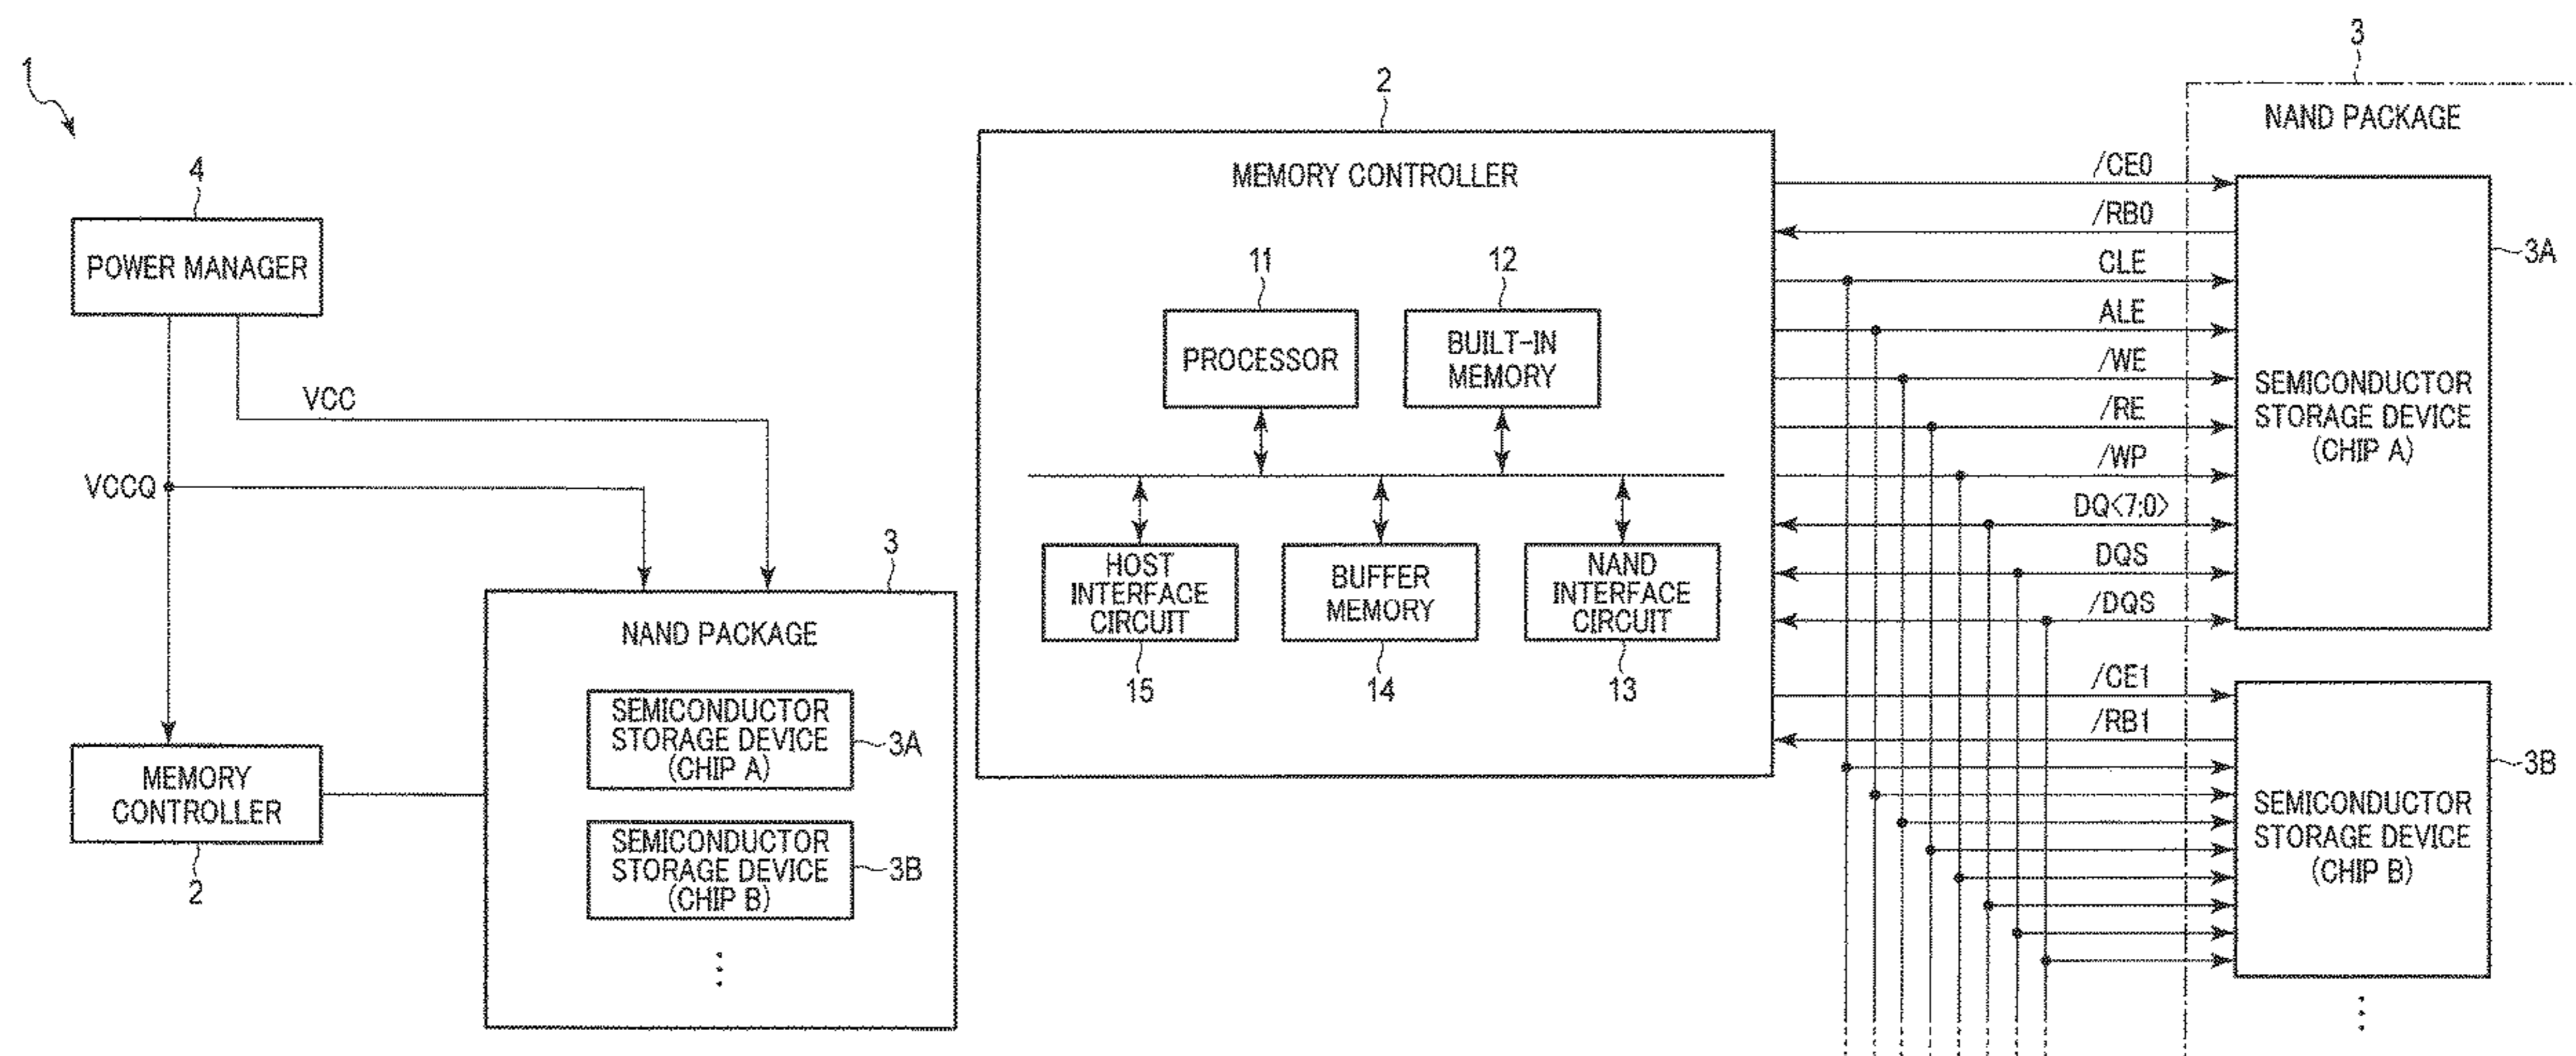 1
4
POWER MANAGER
VCC
VCCQ
3
NAND PACKAGE
SEMICONDUCTOR
STORAGE DEVICE
(CHIP A)
3A
SEMICONDUCTOR
STORAGE DEVICE
(CHIP B)
3B
MEMORY
CONTROLLER
2
2
MEMORY CONTROLLER
11
PROCESSOR
12
BUILT-IN
MEMORY
HOST
INTERFACE
CIRCUIT
15
BUFFER
MEMORY
14
NAND
INTERFACE
CIRCUIT
13
/CE0
/RB0
CLE
ALE
/WE
/RE
/WP
DQ<7:0>
DQS
/DQS
/CE1
/RB1
3
NAND PACKAGE
SEMICONDUCTOR
STORAGE DEVICE
(CHIP A)
3A
SEMICONDUCTOR
STORAGE DEVICE
(CHIP B)
3B